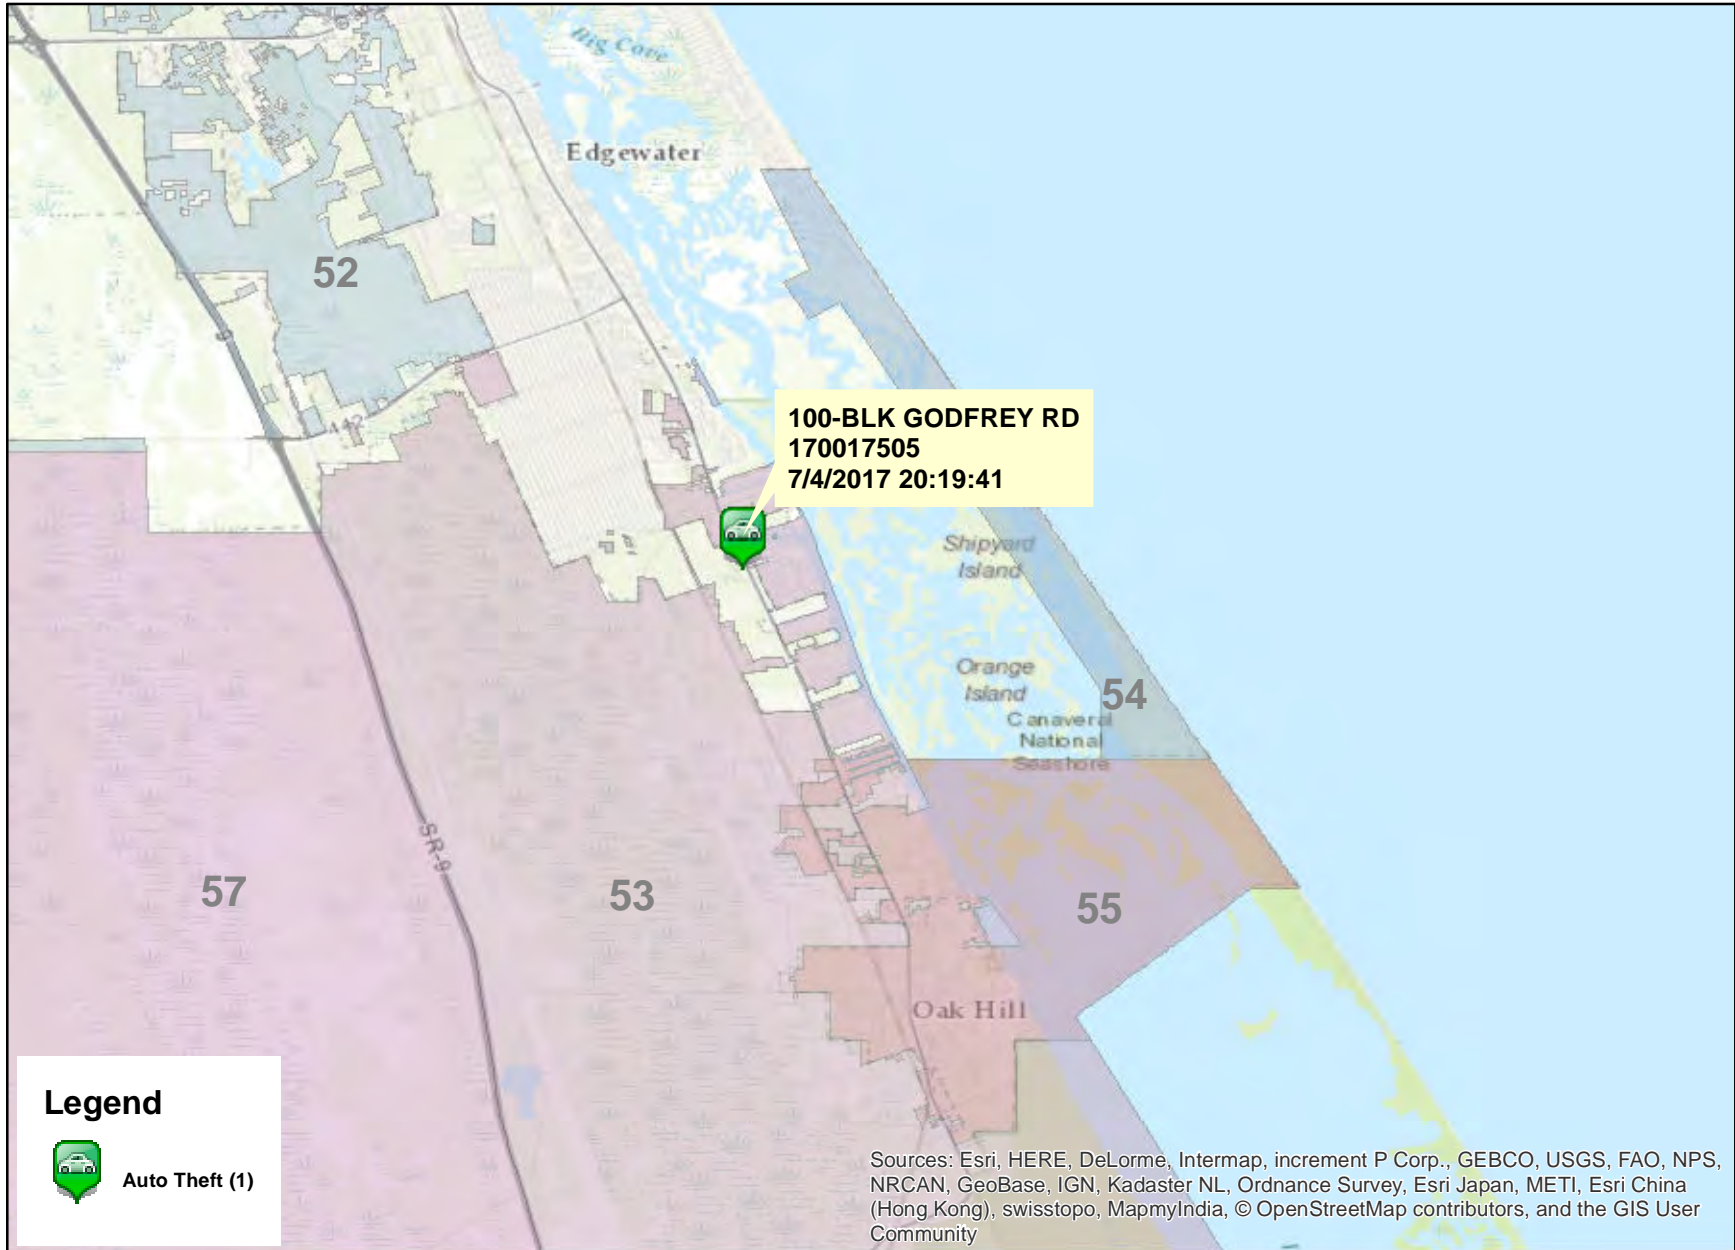 Big Cove
Edgewater
52
9
442
100-BLK GODFREY RD
170017505
7/4/2017 20:19:41
Shipyard
Island
Orange
Island
54
Canaveral
National
Seashore
SR-9
57
53
55
Oak Hill
Legend
Auto Theft (1)
Sources: Esri, HERE, DeLorme, Intermap, increment P Corp., GEBCO, USGS, FAO, NPS,
NRCAN, GeoBase, IGN, Kadaster NL, Ordnance Survey, Esri Japan, METI, Esri China
(Hong Kong), swisstopo, MapmyIndia, © OpenStreetMap contributors, and the GIS User
Community